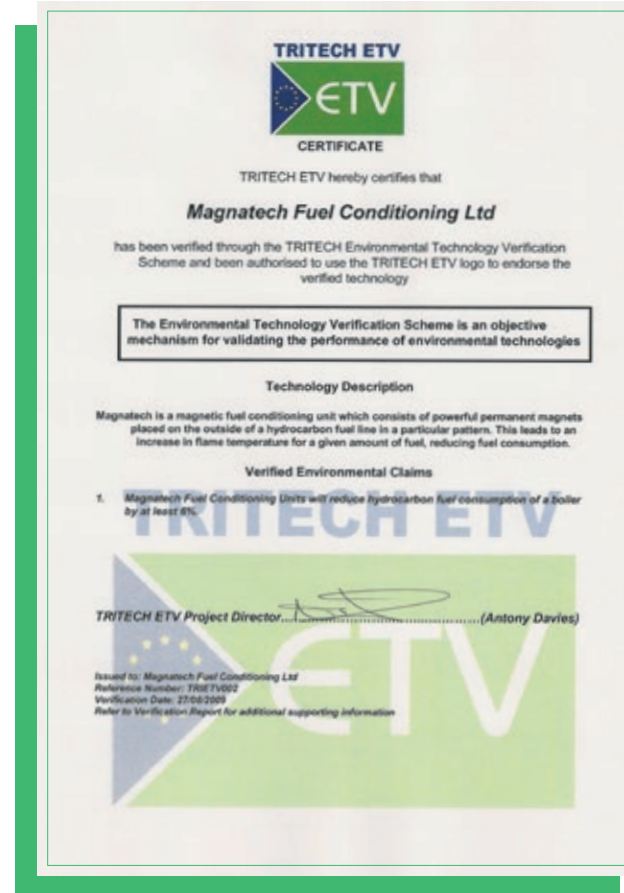 TRITECH ETV
ETV
CERTIFICATE
TRITECH ETV hereby certifies that
Magnatech Fuel Conditioning Ltd
has been verified through the TRITECH Environmental Technology Verification
Scheme and been authorised to use the TRITECH ETV logo to endorse the
verified technology
The Environmental Technology Verification Scheme is an objective
mechanism for validating the performance of environmental technologies
Technology Description
Magnatech is a magnetic fuel conditioning unit which consists of powerful permanent magnets
placed on the outside of a hydrocarbon fuel line in a particular pattern. This leads to an
increase in flame temperature for a given amount of fuel, reducing fuel consumption.
Verified Environmental Claims
1. Magnatech Fuel Conditioning Units will reduce hydrocarbon fuel consumption of a boiler
by at least 6%.
TRITECH ETV
TRITECH ETV Project Director..............................(Antony Davies)
ETV
Issued to: Magnatech Fuel Conditioning Ltd
Reference Number: TRIETV002
Verification Date: 27/08/2009
Refer to Verification Report for additional supporting information